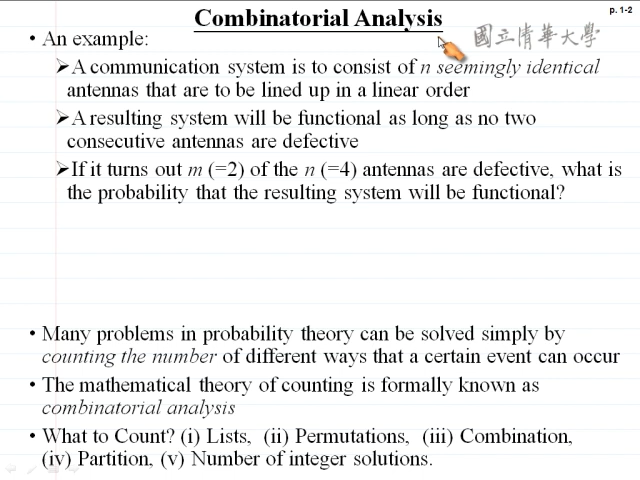 p. 1-2
Combinatorial Analysis
國立清華大學
• An example:
➢A communication system is to consist of n seemingly identical
antennas that are to be lined up in a linear order
➢A resulting system will be functional as long as no two
consecutive antennas are defective
➢If it turns out m (=2) of the n (=4) antennas are defective, what is
the probability that the resulting system will be functional?
• Many problems in probability theory can be solved simply by
counting the number of different ways that a certain event can occur
• The mathematical theory of counting is formally known as
combinatorial analysis
• What to Count? (i) Lists, (ii) Permutations, (iii) Combination,
(iv) Partition, (v) Number of integer solutions.